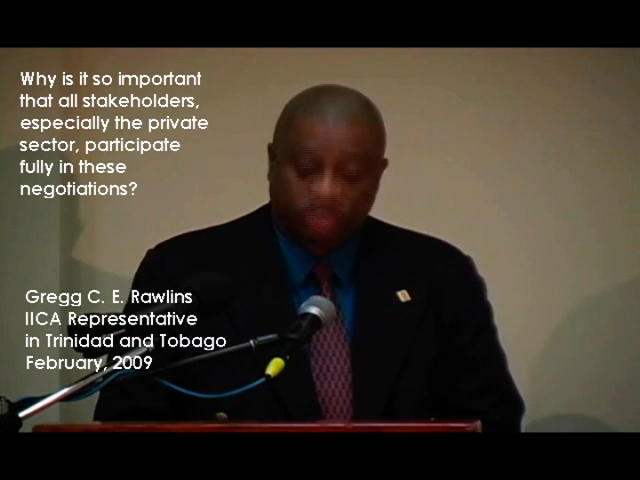 Why is it so important
that all stakeholders,
especially the private
sector, participate
fully in these
negotiations?
Gregg C. E. Rawlins
IICA Representative
in Trinidad and Tobago
February, 2009